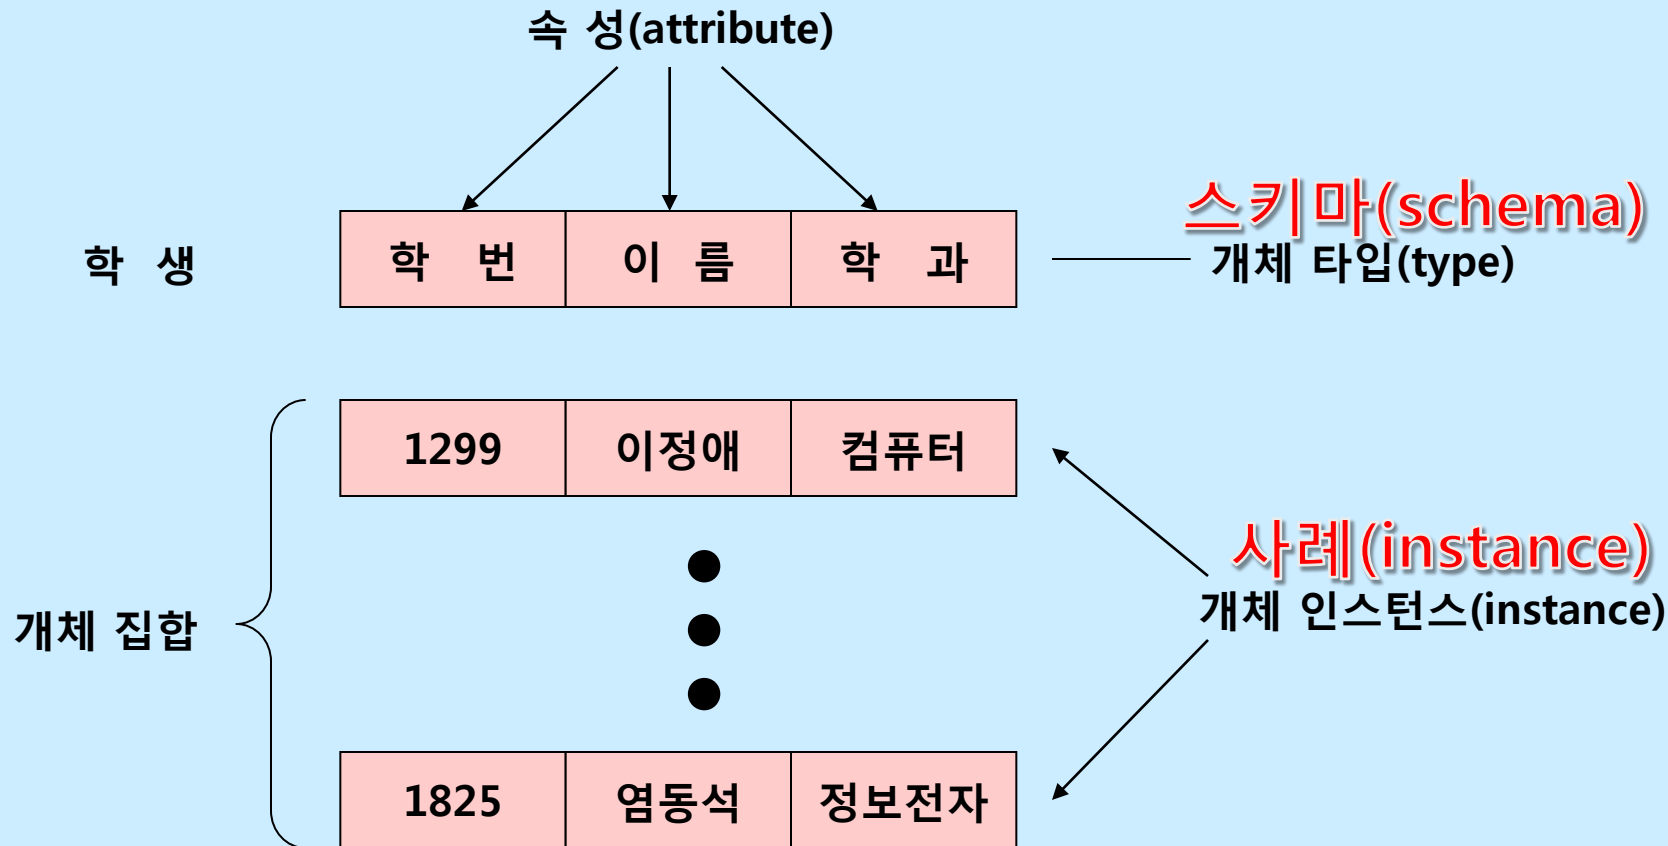 속 성(attribute)
스키마(schema)
학 생
학 번 이 름 학 과
개체 타입(type)
1299 이정애 컴퓨터
사례(instance)
개체 인스턴스(instance)
개체 집합
1825 염동석 정보전자